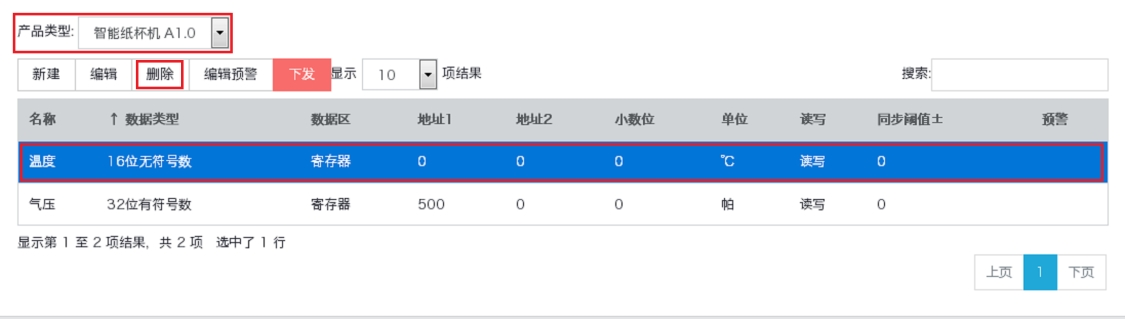 产品类型: 智能纸杯机 A1.0
新建 编辑 删除 编辑预警 下发 显示 10 项结果 搜索:
名称 ↑ 数据类型 数据区 地址1 地址2 小数位 单位 读写 同步阈值± 预警
温度 16位无符号数 寄存器 0 0 0 ℃ 读写 0
气压 32位有符号数 寄存器 500 0 0 帕 读写 0
显示第 1 至 2 项结果, 共 2 项 选中了 1 行
上页 1 下页